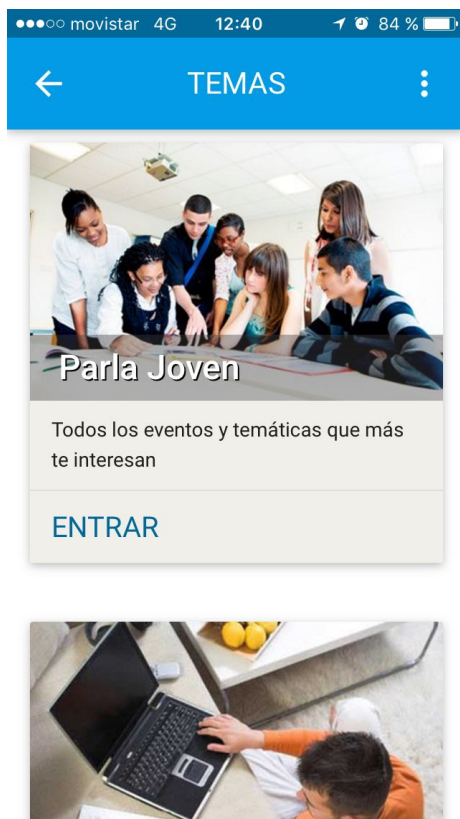 movistar 4G 12:40 84 %
TEMAS
Parla Joven
Todos los eventos y temáticas que más
te interesan
ENTRAR